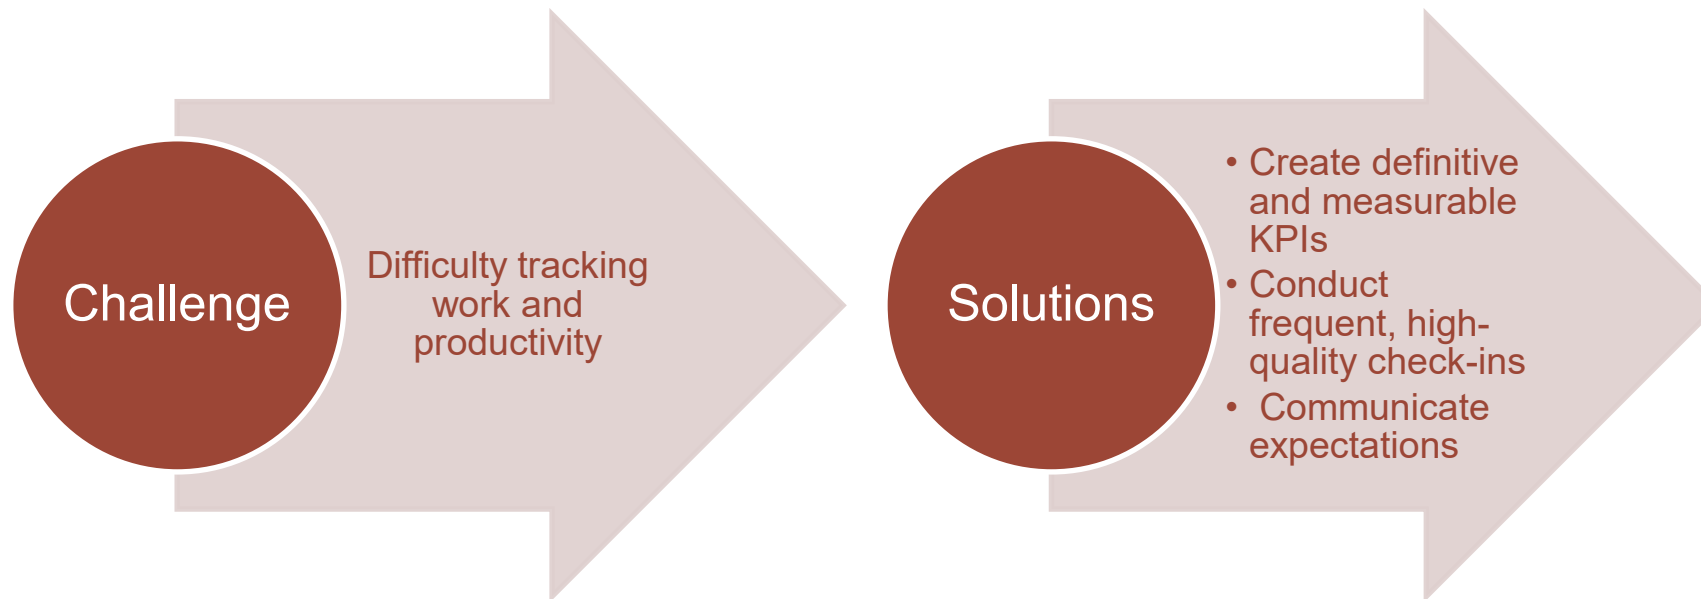 Challenge
Difficulty tracking
work and
productivity
Solutions
• Create definitive
and measurable
KPIs
• Conduct
frequent, high-
quality check-ins
• Communicate
expectations